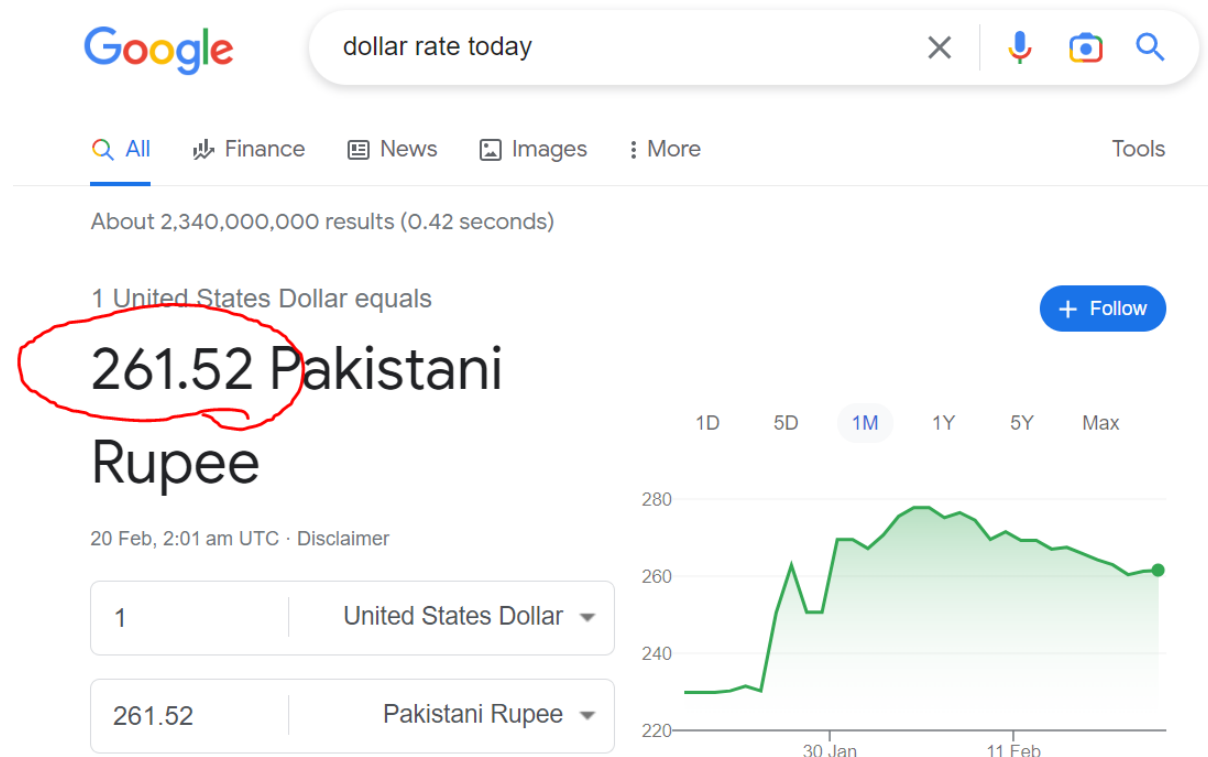 Google
dollar rate today
All Finance News Images More Tools
About 2,340,000,000 results (0.42 seconds)
1 United States Dollar equals
261.52 Pakistani
Rupee
20 Feb, 2:01 am UTC · Disclaimer
1 United States Dollar
261.52 Pakistani Rupee
+ Follow
1D 5D 1M 1Y 5Y Max
280
260
240
220
30 Jan 11 Feb